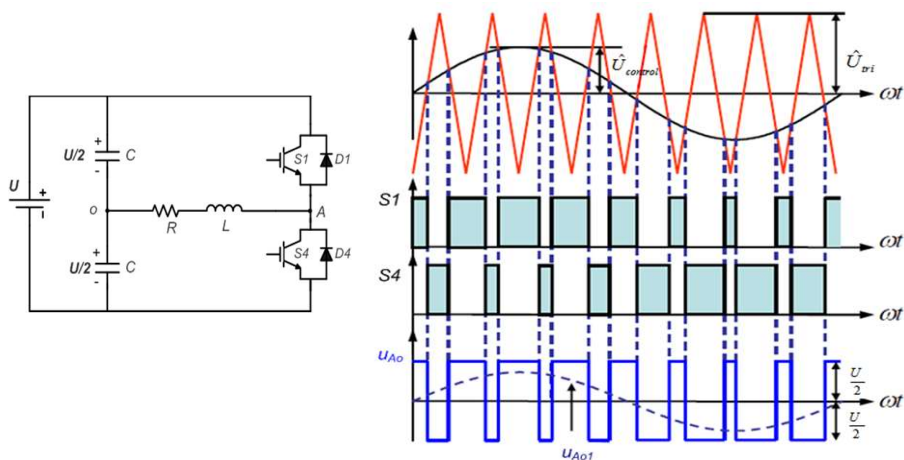 U
+
-
+
U/2
-
C
o
R
L
A
+
U/2
-
C
S1
D1
S4
D4
Û_control
Û_tri
ωt
S1
ωt
S4
ωt
u_Ao
U/2
ωt
U/2
u_Ao1